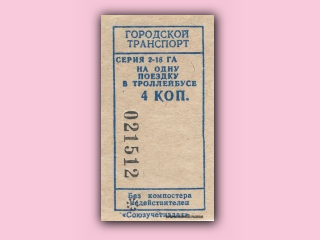 ГОРОДСКОЙ
ТРАНСПОРТ
СЕРИЯ 2-18 ГА
НА ОДНУ
ПОЕЗДКУ
В ТРОЛЛЕЙБУСЕ
4 КОП.
021512
Без компостера
недействителен
«Союзучетиздат»